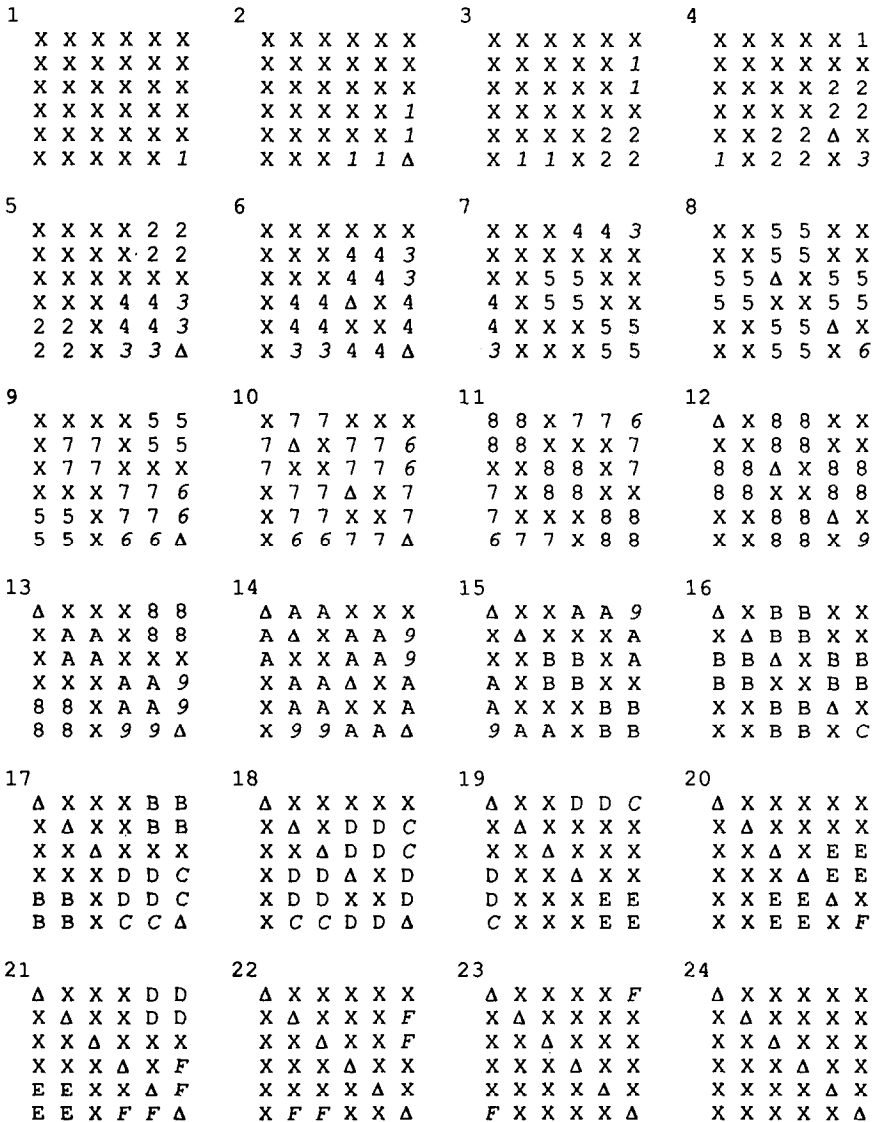 1 2 3 4
X X X X X X X X X X X X X X X X X X X X X X X 1
X X X X X X X X X X X X X X X X X 1 X X X X X X
X X X X X X X X X X X X X X X X X 1 X X X X 2 2
X X X X X X X X X X X 1 X X X X X X X X X X 2 2
X X X X X X X X X X X 1 X X X X 2 2 X X 2 2 Δ X
X X X X X 1 X X X 1 1 Δ X 1 1 X 2 2 1 X 2 2 X 3
5 6 7 8
X X X X 2 2 X X X X X X X X X 4 4 3 X X 5 5 X X
X X X X 2 2 X X X 4 4 3 X X X X X X X X 5 5 X X
X X X X X X X X X 4 4 3 X X 5 5 X X 5 5 Δ X 5 5
X X X 4 4 3 X 4 4 Δ X 4 4 X 5 5 X X 5 5 X X 5 5
2 2 X 4 4 3 X 4 4 X X 4 4 X X X 5 5 X X 5 5 Δ X
2 2 X 3 3 Δ X 3 3 4 4 Δ 3 X X X 5 5 X X 5 5 X 6
9 10 11 12
X X X X 5 5 X 7 7 X X X 8 8 X 7 7 6 Δ X 8 8 X X
X 7 7 X 5 5 7 Δ X 7 7 6 8 8 X X X 7 X X 8 8 X X
X 7 7 X X X 7 X X 7 7 6 X X 8 8 X 7 8 8 Δ X 8 8
X X X 7 7 6 X 7 7 Δ X 7 7 X 8 8 X X 8 8 X X 8 8
5 5 X 7 7 6 X 7 7 X X 7 7 X X X 8 8 X X 8 8 Δ X
5 5 X 6 6 Δ X 6 6 7 7 Δ 6 7 7 X 8 8 X X 8 8 X 9
13 14 15 16
Δ X X X 8 8 Δ A A X X X Δ X X A A 9 Δ X B B X X
X A A X 8 8 A Δ X A A 9 X Δ X X X A X Δ B B X X
X A A X X X A X X A A 9 X X B B X A B B Δ X B B
X X X A A 9 X A A Δ X A A X B B X X B B X X B B
8 8 X A A 9 X A A X X A A X X X B B X X B B Δ X
8 8 X 9 9 Δ X 9 9 A A Δ 9 A A X B B X X B B X C
17 18 19 20
Δ X X X B B Δ X X X X X Δ X X D D C Δ X X X X X
X Δ X X B B X Δ X D D C X Δ X X X X X Δ X X X X
X X Δ X X X X X Δ D D C X X Δ X X X X X Δ X E E
X X X D D C X D D Δ X D D X X Δ X X X X X Δ E E
B B X D D C X D D X X D D X X X E E X X E E Δ X
B B X C C Δ X C C D D Δ C X X X E E X X E E X F
21 22 23 24
Δ X X X D D Δ X X X X X Δ X X X X F Δ X X X X X
X Δ X X D D X Δ X X X F X Δ X X X X X Δ X X X X
X X Δ X X X X X Δ X X F X X Δ X X X X X Δ X X X
X X X Δ X F X X X Δ X X X X X Δ X X X X X Δ X X
E E X X Δ F X X X X Δ X X X X X Δ X X X X X Δ X
E E X F F Δ X F F X X Δ F X X X X Δ X X X X X Δ